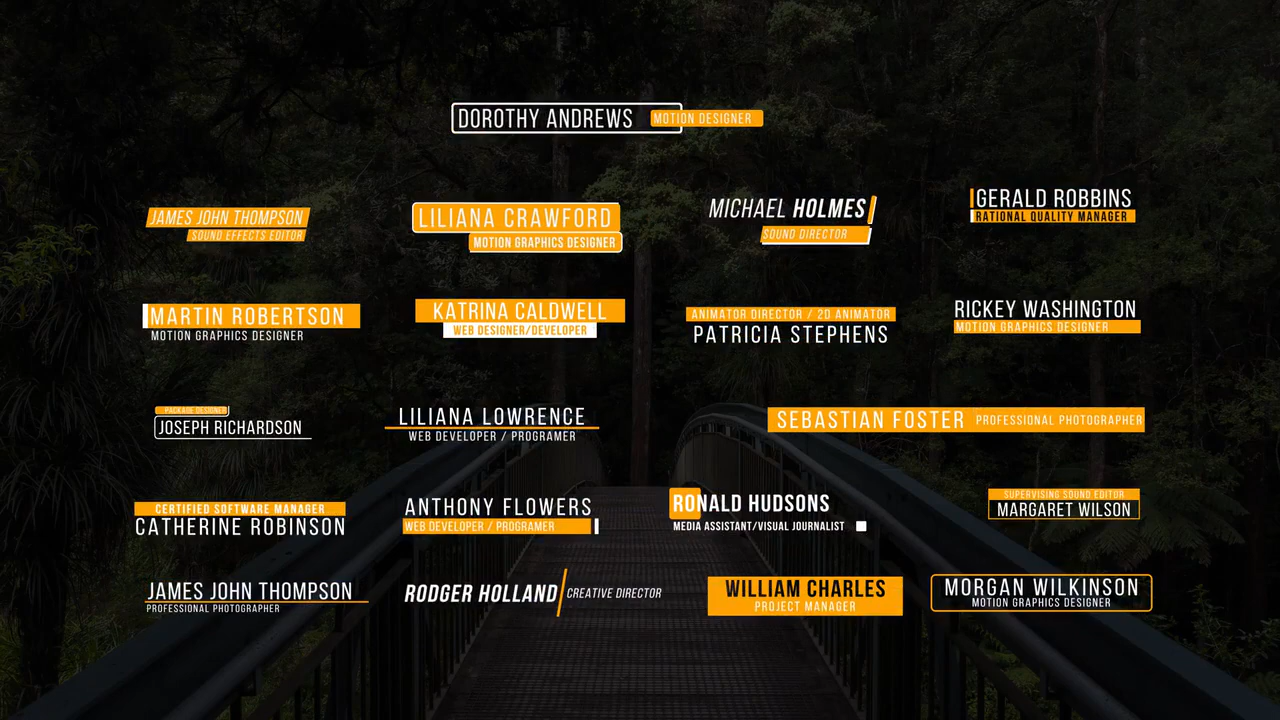 DOROTHY ANDREWS MOTION DESIGNER
JAMES JOHN THOMPSON
SOUND EFFECTS EDITOR
LILIANA CRAWFORD
MOTION GRAPHICS DESIGNER
MICHAEL HOLMES
SOUND DIRECTOR
GERALD ROBBINS
RATIONAL QUALITY MANAGER
MARTIN ROBERTSON
MOTION GRAPHICS DESIGNER
KATRINA CALDWELL
WEB DESIGNER/DEVELOPER
ANIMATOR DIRECTOR / 2D ANIMATOR
PATRICIA STEPHENS
RICKEY WASHINGTON
MOTION GRAPHICS DESIGNER
PACKAGE DESIGNER
JOSEPH RICHARDSON
LILIANA LOWRENCE
WEB DEVELOPER / PROGRAMER
SEBASTIAN FOSTER PROFESSIONAL PHOTOGRAPHER
CERTIFIED SOFTWARE MANAGER
CATHERINE ROBINSON
ANTHONY FLOWERS
WEB DEVELOPER / PROGRAMER
RONALD HUDSONS
MEDIA ASSISTANT/VISUAL JOURNALIST
SUPERVISING SOUND EDITOR
MARGARET WILSON
JAMES JOHN THOMPSON
PROFESSIONAL PHOTOGRAPHER
RODGER HOLLAND CREATIVE DIRECTOR
WILLIAM CHARLES
PROJECT MANAGER
MORGAN WILKINSON
MOTION GRAPHICS DESIGNER